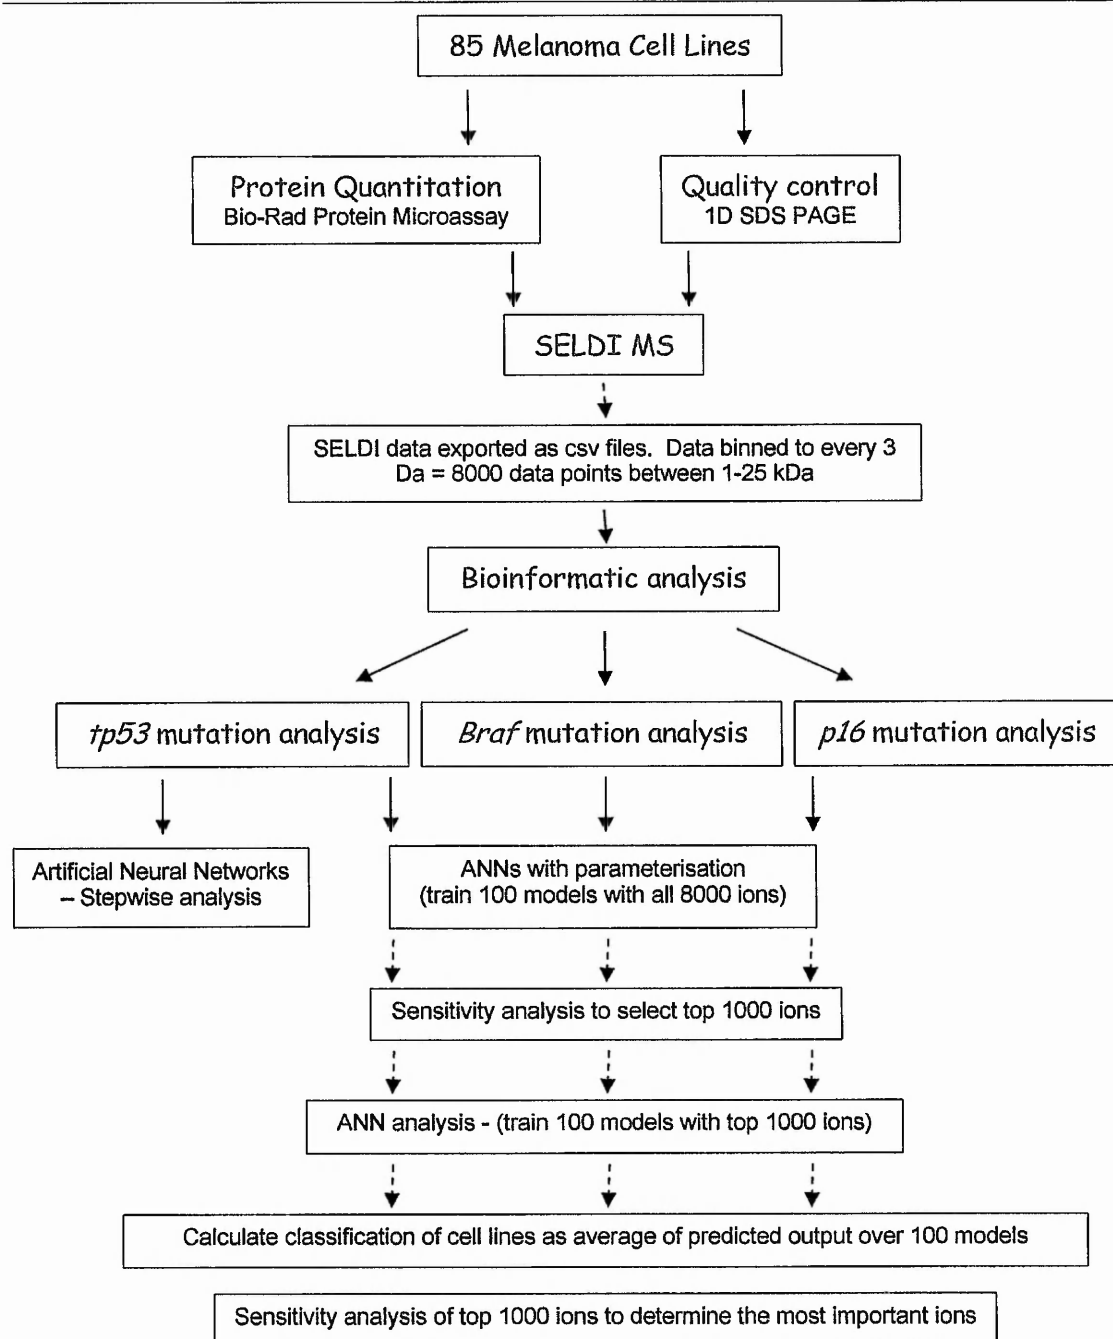 85 Melanoma Cell Lines
Protein Quantitation
Bio-Rad Protein Microassay
Quality control
1D SDS PAGE
SELDI MS
SELDI data exported as csv files. Data binned to every 3
Da = 8000 data points between 1-25 kDa
Bioinformatic analysis
tp53 mutation analysis
Braf mutation analysis
p16 mutation analysis
Artificial Neural Networks
– Stepwise analysis
ANNs with parameterisation
(train 100 models with all 8000 ions)
Sensitivity analysis to select top 1000 ions
ANN analysis - (train 100 models with top 1000 ions)
Calculate classification of cell lines as average of predicted output over 100 models
Sensitivity analysis of top 1000 ions to determine the most important ions